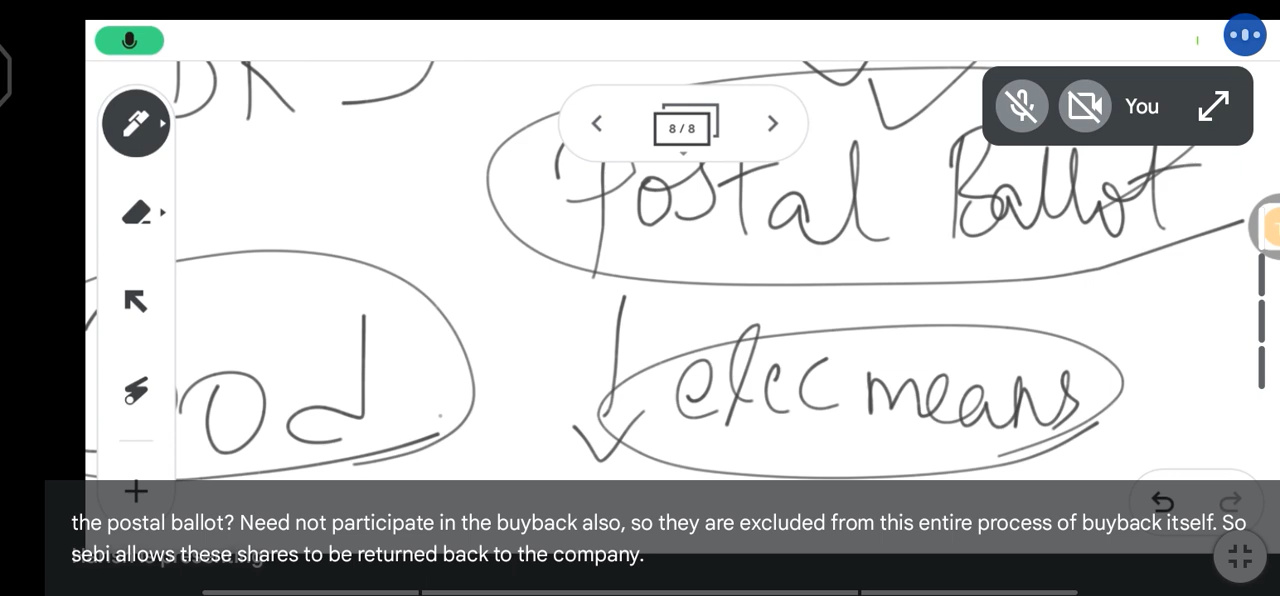 8 / 8
You
Postal Ballot
od
elec means
the postal ballot? Need not participate in the buyback also, so they are excluded from this entire process of buyback itself. So
sebi allows these shares to be returned back to the company.